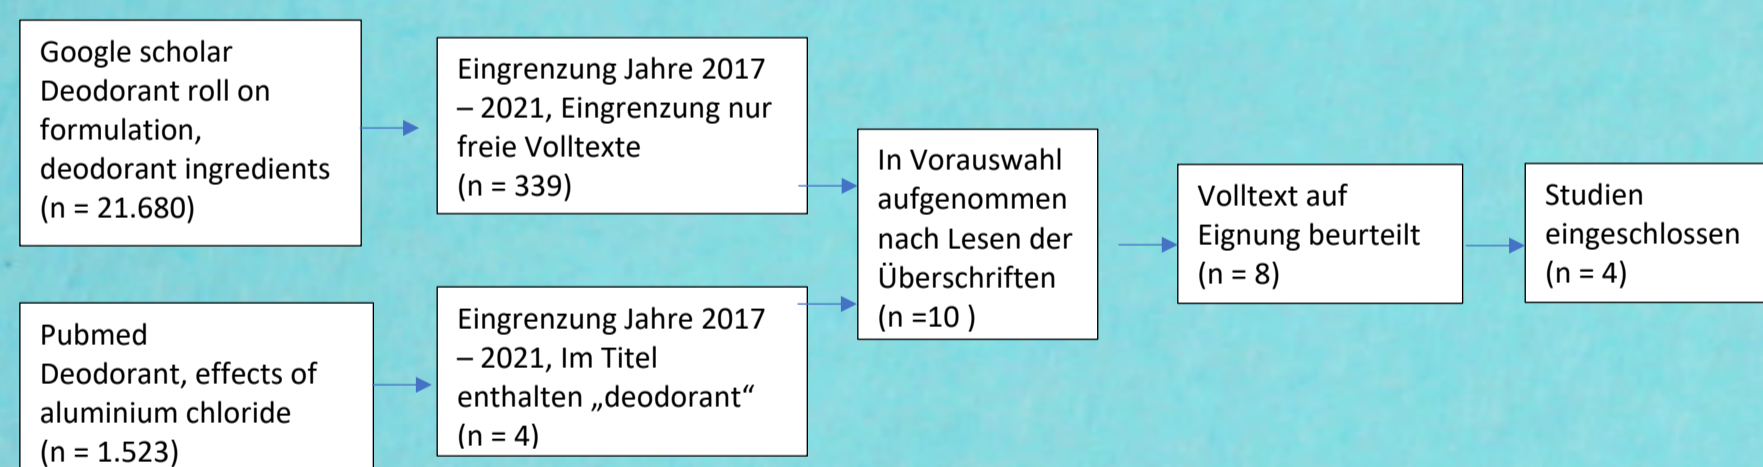 Google scholar
Deodorant roll on
formulation,
deodorant ingredients
(n = 21.680)
Eingrenzung Jahre 2017
– 2021, Eingrenzung nur
freie Volltexte
(n = 339)
Pubmed
Deodorant, effects of
aluminium chloride
(n = 1.523)
Eingrenzung Jahre 2017
– 2021, Im Titel
enthalten „deodorant“
(n = 4)
In Vorauswahl
aufgenommen
nach Lesen der
Überschriften
(n =10 )
Volltext auf
Eignung beurteilt
(n = 8)
Studien
eingeschlossen
(n = 4)